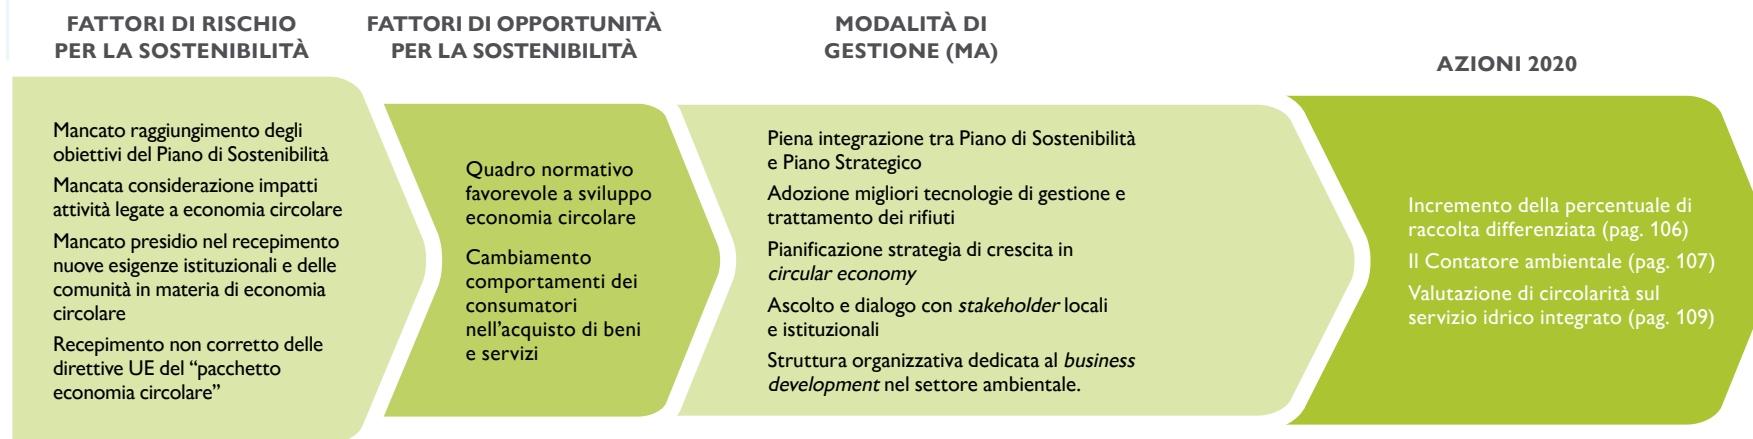 FATTORI DI RISCHIO
PER LA SOSTENIBILITÀ
Mancato raggiungimento degli
obiettivi del Piano di Sostenibilità
Mancata considerazione impatti
attività legate a economia circolare
Mancato presidio nel recepimento
nuove esigenze istituzionali e delle
comunità in materia di economia
circolare
Recepimento non corretto delle
direttive UE del “pacchetto
economia circolare”
FATTORI DI OPPORTUNITÀ
PER LA SOSTENIBILITÀ
Quadro normativo
favorevole a sviluppo
economia circolare
Cambiamento
comportamenti dei
consumatori
nell’acquisto di beni
e servizi
MODALITÀ DI
GESTIONE (MA)
Piena integrazione tra Piano di Sostenibilità
e Piano Strategico
Adozione migliori tecnologie di gestione e
trattamento dei rifiuti
Pianificazione strategia di crescita in
circular economy
Ascolto e dialogo con stakeholder locali
e istituzionali
Struttura organizzativa dedicata al business
development nel settore ambientale.
AZIONI 2020
Incremento della percentuale di
raccolta differenziata (pag. 106)
Il Contatore ambientale (pag. 107)
Valutazione di circolarità sul
servizio idrico integrato (pag. 109)